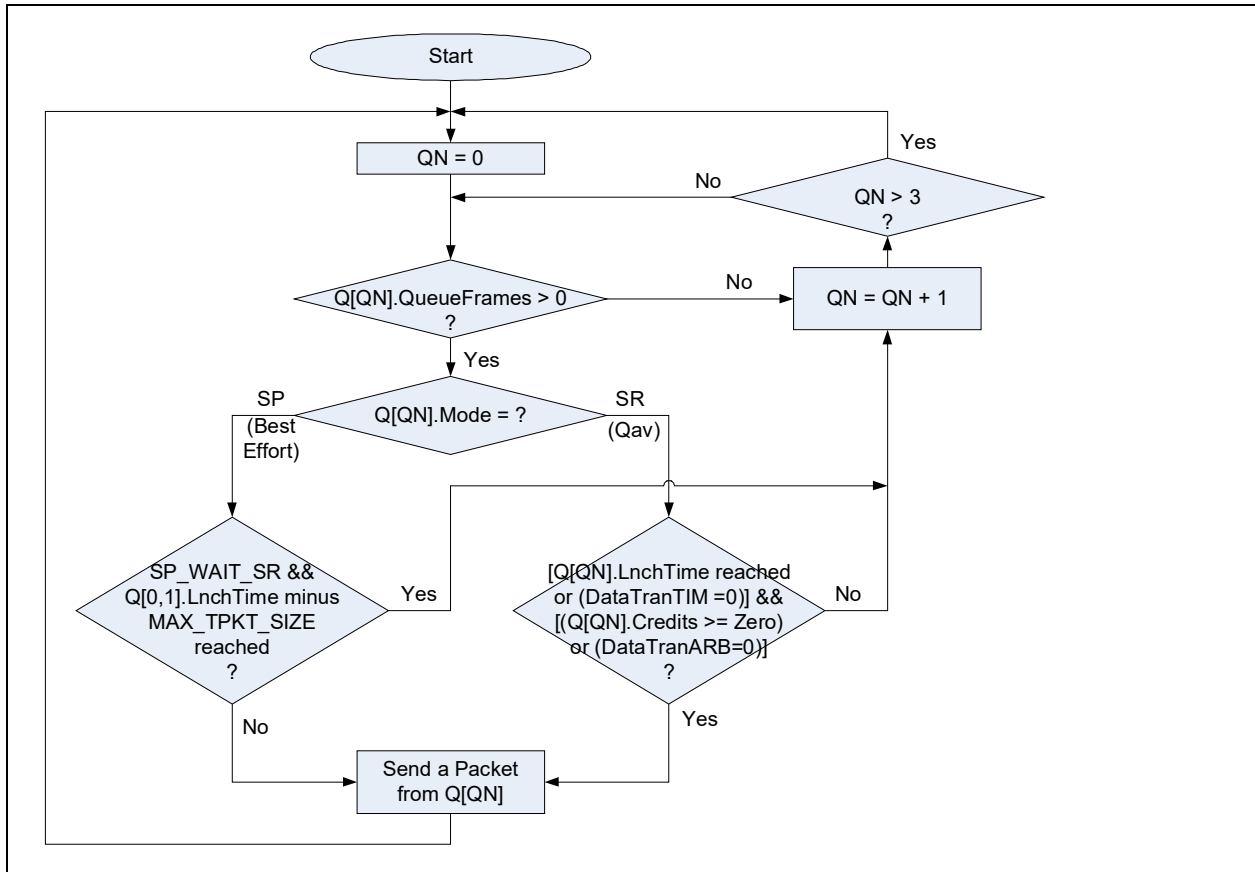 Start
QN = 0
Yes
No
QN > 3
?
Q[QN].QueueFrames > 0
?
No
QN = QN + 1
Yes
SP
(Best
Effort)
Q[QN].Mode = ?
SR
(Qav)
SP_WAIT_SR &&
Q[0,1].LnchTime minus
MAX_TPKT_SIZE
reached
?
Yes
[Q[QN].LnchTime reached
or (DataTranTIM =0)] &&
[(Q[QN].Credits >= Zero)
or (DataTranARB=0)]
?
No
No
Yes
Send a Packet
from Q[QN]